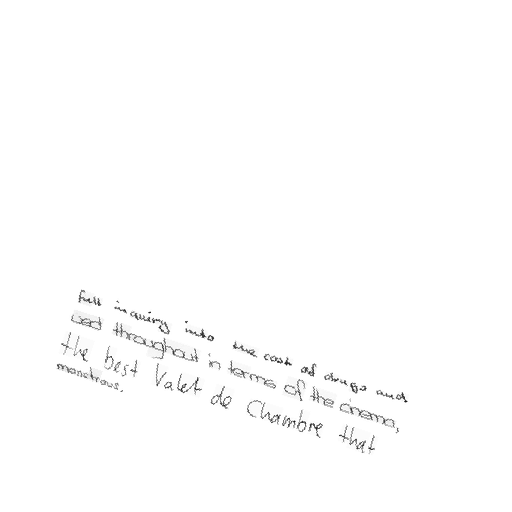 full inquiry into the cost of drugs and
throughout in terms of the cinema,
the best Valet de Chambre that
monstrous.